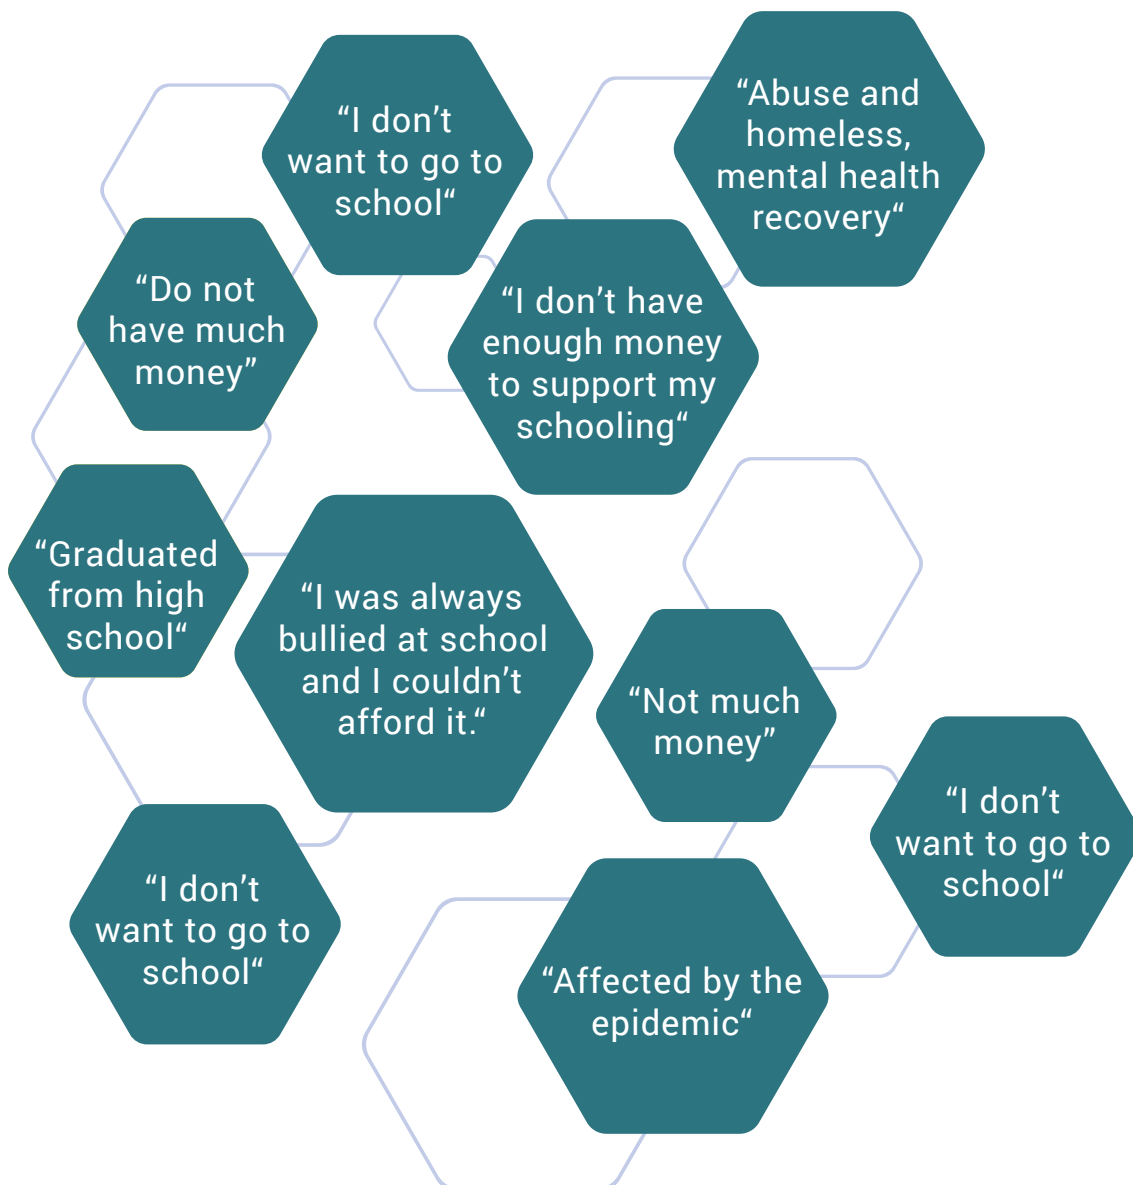 “I don’t
want to go to
school“
“Abuse and
homeless,
mental health
recovery“
“Do not
have much
money”
“I don’t have
enough money
to support my
schooling“
“Graduated
from high
school“
“I was always
bullied at school
and I couldn’t
afford it.“
“Not much
money”
“I don’t
want to go to
school“
“I don’t
want to go to
school“
“Affected by the
epidemic“